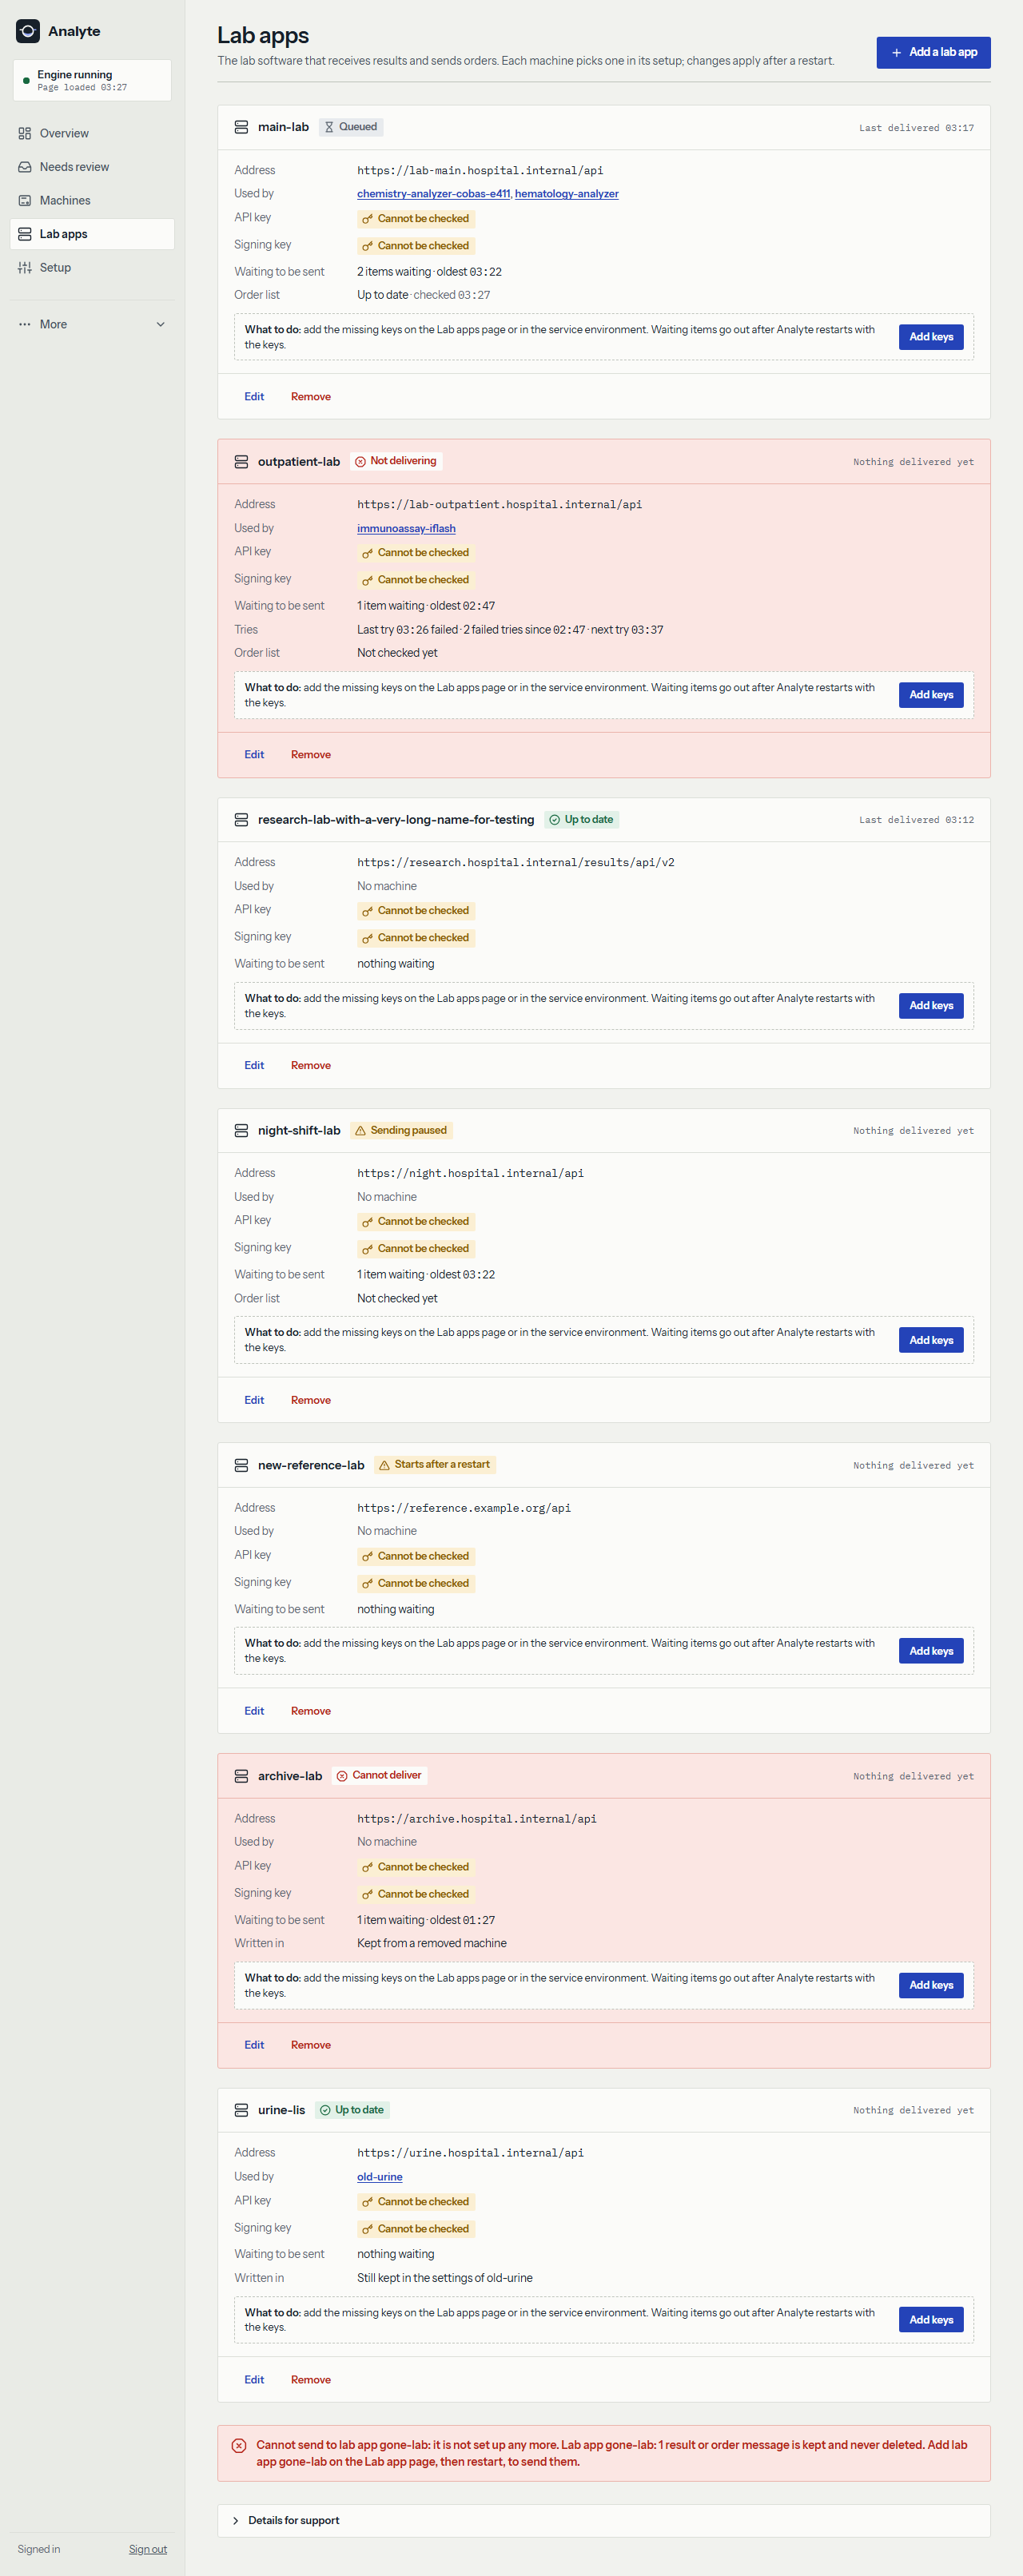 Analyte
Engine running
Page loaded 03:27
Overview
Needs review
Machines
Lab apps
Setup
More
Signed in
Sign out
Lab apps
The lab software that receives results and sends orders. Each machine picks one in its setup; changes apply after a restart.
Add a lab app
main-lab
Queued
Last delivered 03:17
Address
https://lab-main.hospital.internal/api
Used by
chemistry-analyzer-cobas-e411, hematology-analyzer
API key
Cannot be checked
Signing key
Cannot be checked
Waiting to be sent
2 items waiting · oldest 03:22
Order list
Up to date · checked 03:27
What to do: add the missing keys on the Lab apps page or in the service environment. Waiting items go out after Analyte restarts with
the keys.
Add keys
Edit
Remove
outpatient-lab
Not delivering
Nothing delivered yet
Address
https://lab-outpatient.hospital.internal/api
Used by
immunoassay-iflash
API key
Cannot be checked
Signing key
Cannot be checked
Waiting to be sent
1 item waiting · oldest 02:47
Tries
Last try 03:26 failed · 2 failed tries since 02:47 · next try 03:37
Order list
Not checked yet
What to do: add the missing keys on the Lab apps page or in the service environment. Waiting items go out after Analyte restarts with
the keys.
Add keys
Edit
Remove
research-lab-with-a-very-long-name-for-testing
Up to date
Last delivered 03:12
Address
https://research.hospital.internal/results/api/v2
Used by
No machine
API key
Cannot be checked
Signing key
Cannot be checked
Waiting to be sent
nothing waiting
What to do: add the missing keys on the Lab apps page or in the service environment. Waiting items go out after Analyte restarts with
the keys.
Add keys
Edit
Remove
night-shift-lab
Sending paused
Nothing delivered yet
Address
https://night.hospital.internal/api
Used by
No machine
API key
Cannot be checked
Signing key
Cannot be checked
Waiting to be sent
1 item waiting · oldest 03:22
Order list
Not checked yet
What to do: add the missing keys on the Lab apps page or in the service environment. Waiting items go out after Analyte restarts with
the keys.
Add keys
Edit
Remove
new-reference-lab
Starts after a restart
Nothing delivered yet
Address
https://reference.example.org/api
Used by
No machine
API key
Cannot be checked
Signing key
Cannot be checked
Waiting to be sent
nothing waiting
What to do: add the missing keys on the Lab apps page or in the service environment. Waiting items go out after Analyte restarts with
the keys.
Add keys
Edit
Remove
archive-lab
Cannot deliver
Nothing delivered yet
Address
https://archive.hospital.internal/api
Used by
No machine
API key
Cannot be checked
Signing key
Cannot be checked
Waiting to be sent
1 item waiting · oldest 01:27
Written in
Kept from a removed machine
What to do: add the missing keys on the Lab apps page or in the service environment. Waiting items go out after Analyte restarts with
the keys.
Add keys
Edit
Remove
urine-lis
Up to date
Nothing delivered yet
Address
https://urine.hospital.internal/api
Used by
old-urine
API key
Cannot be checked
Signing key
Cannot be checked
Waiting to be sent
nothing waiting
Written in
Still kept in the settings of old-urine
What to do: add the missing keys on the Lab apps page or in the service environment. Waiting items go out after Analyte restarts with
the keys.
Add keys
Edit
Remove
Cannot send to lab app gone-lab: it is not set up any more. Lab app gone-lab: 1 result or order message is kept and never deleted. Add lab
app gone-lab on the Lab app page, then restart, to send them.
Details for support